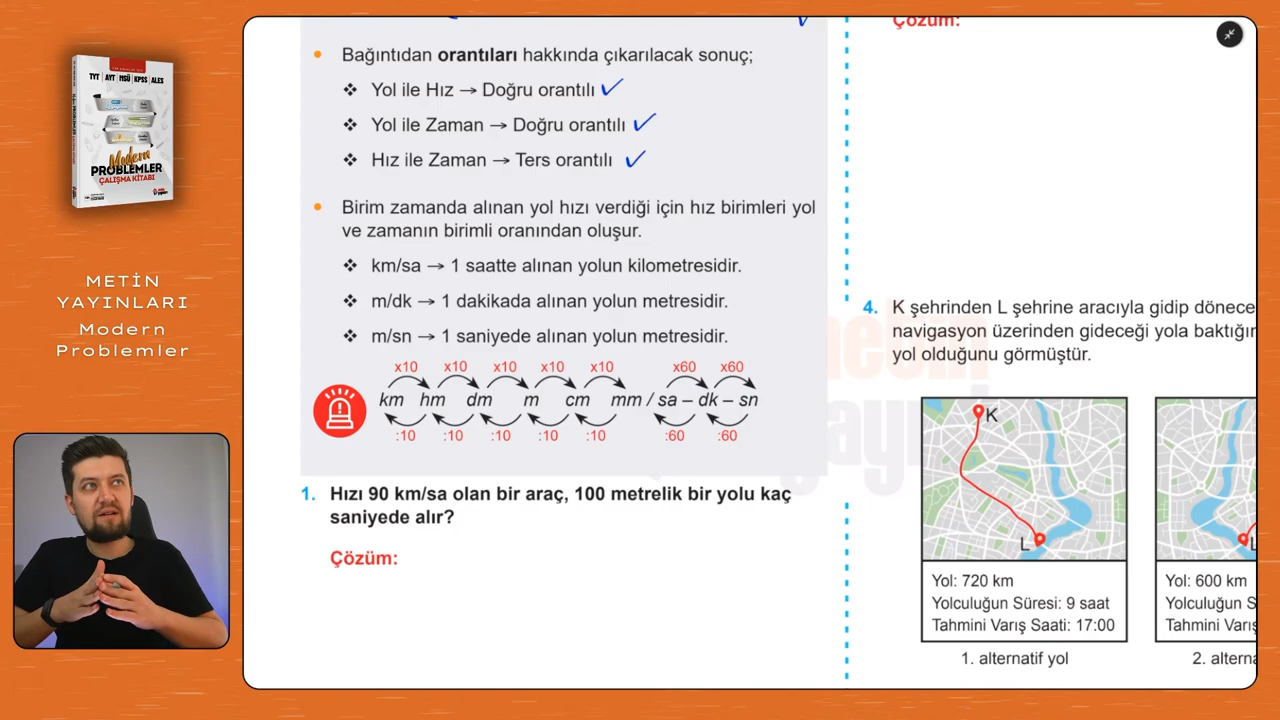 TYT | AYT | MSÜ | KPSS | ALES
Modern
PROBLEMLER
ÇALIŞMA KİTABI
METİN
YAYINLARI
Modern
Problemler
Bağıntıdan orantıları hakkında çıkarılacak sonuç;
❖ Yol ile Hız → Doğru orantılı ✓
❖ Yol ile Zaman → Doğru orantılı ✓
❖ Hız ile Zaman → Ters orantılı ✓
Birim zamanda alınan yol hızı verdiği için hız birimleri yol
ve zamanın birimli oranından oluşur.
❖ km/sa → 1 saatte alınan yolun kilometresidir.
❖ m/dk → 1 dakikada alınan yolun metresidir.
❖ m/sn → 1 saniyede alınan yolun metresidir.
x10 x10 x10 x10 x10 x60 x60
km hm dm m cm mm / sa – dk – sn
:10 :10 :10 :10 :10 :60 :60
1. Hızı 90 km/sa olan bir araç, 100 metrelik bir yolu kaç
saniyede alır?
Çözüm:
Çözüm:
4. K şehrinden L şehrine aracıyla gidip dönece
navigasyon üzerinden gideceği yola baktığır
yol olduğunu görmüştür.
K
L
Yol: 720 km
Yolculuğun Süresi: 9 saat
Tahmini Varış Saati: 17:00
1. alternatif yol
L
Yol: 600 km
Yolculuğun S
Tahmini Varış
2. alterna